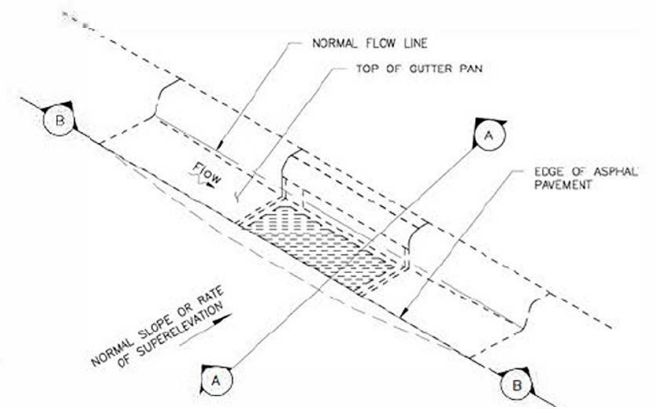 NORMAL FLOW LINE
TOP OF GUTTER PAN
A
B
EDGE OF ASPHAL
PAVEMENT
FLOW
NORMAL SLOPE OR RATE
OF SUPERELEVATION
A
B